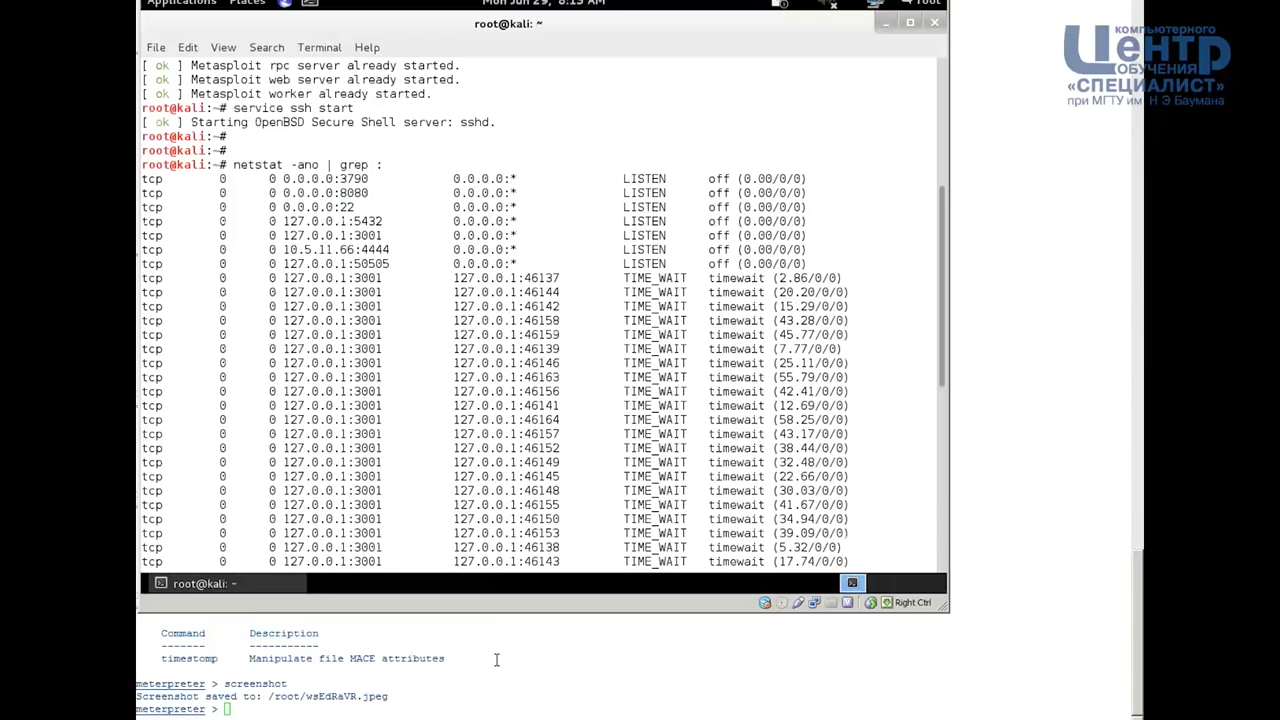 Applications Places Mon Jun 29, 8:13 AM root
root@kali: ~
File Edit View Search Terminal Help
[ ok ] Metasploit rpc server already started.
[ ok ] Metasploit web server already started.
[ ok ] Metasploit worker already started.
root@kali:~# service ssh start
[ ok ] Starting OpenBSD Secure Shell server: sshd.
root@kali:~#
root@kali:~#
root@kali:~# netstat -ano | grep :
tcp 0 0 0.0.0.0:3790 0.0.0.0:* LISTEN off (0.00/0/0)
tcp 0 0 0.0.0.0:8080 0.0.0.0:* LISTEN off (0.00/0/0)
tcp 0 0 0.0.0.0:22 0.0.0.0:* LISTEN off (0.00/0/0)
tcp 0 0 127.0.0.1:5432 0.0.0.0:* LISTEN off (0.00/0/0)
tcp 0 0 127.0.0.1:3001 0.0.0.0:* LISTEN off (0.00/0/0)
tcp 0 0 10.5.11.66:4444 0.0.0.0:* LISTEN off (0.00/0/0)
tcp 0 0 127.0.0.1:50505 0.0.0.0:* LISTEN off (0.00/0/0)
tcp 0 0 127.0.0.1:3001 127.0.0.1:46137 TIME_WAIT timewait (2.86/0/0)
tcp 0 0 127.0.0.1:3001 127.0.0.1:46144 TIME_WAIT timewait (20.20/0/0)
tcp 0 0 127.0.0.1:3001 127.0.0.1:46142 TIME_WAIT timewait (15.29/0/0)
tcp 0 0 127.0.0.1:3001 127.0.0.1:46158 TIME_WAIT timewait (43.28/0/0)
tcp 0 0 127.0.0.1:3001 127.0.0.1:46159 TIME_WAIT timewait (45.77/0/0)
tcp 0 0 127.0.0.1:3001 127.0.0.1:46139 TIME_WAIT timewait (7.77/0/0)
tcp 0 0 127.0.0.1:3001 127.0.0.1:46146 TIME_WAIT timewait (25.11/0/0)
tcp 0 0 127.0.0.1:3001 127.0.0.1:46163 TIME_WAIT timewait (55.79/0/0)
tcp 0 0 127.0.0.1:3001 127.0.0.1:46156 TIME_WAIT timewait (42.41/0/0)
tcp 0 0 127.0.0.1:3001 127.0.0.1:46141 TIME_WAIT timewait (12.69/0/0)
tcp 0 0 127.0.0.1:3001 127.0.0.1:46164 TIME_WAIT timewait (58.25/0/0)
tcp 0 0 127.0.0.1:3001 127.0.0.1:46157 TIME_WAIT timewait (43.17/0/0)
tcp 0 0 127.0.0.1:3001 127.0.0.1:46152 TIME_WAIT timewait (38.44/0/0)
tcp 0 0 127.0.0.1:3001 127.0.0.1:46149 TIME_WAIT timewait (32.48/0/0)
tcp 0 0 127.0.0.1:3001 127.0.0.1:46145 TIME_WAIT timewait (22.66/0/0)
tcp 0 0 127.0.0.1:3001 127.0.0.1:46148 TIME_WAIT timewait (30.03/0/0)
tcp 0 0 127.0.0.1:3001 127.0.0.1:46155 TIME_WAIT timewait (41.67/0/0)
tcp 0 0 127.0.0.1:3001 127.0.0.1:46150 TIME_WAIT timewait (34.94/0/0)
tcp 0 0 127.0.0.1:3001 127.0.0.1:46153 TIME_WAIT timewait (39.09/0/0)
tcp 0 0 127.0.0.1:3001 127.0.0.1:46138 TIME_WAIT timewait (5.32/0/0)
tcp 0 0 127.0.0.1:3001 127.0.0.1:46143 TIME_WAIT timewait (17.74/0/0)
root@kali: ~
Right Ctrl
Command Description
------- -----------
timestomp Manipulate file MACE attributes
meterpreter > screenshot
Screenshot saved to: /root/wsEdRaVR.jpeg
meterpreter >
компьютерного
Центр
ОБУЧЕНИЯ
«СПЕЦИАЛИСТ»
при МГТУ им. Н Э Баумана